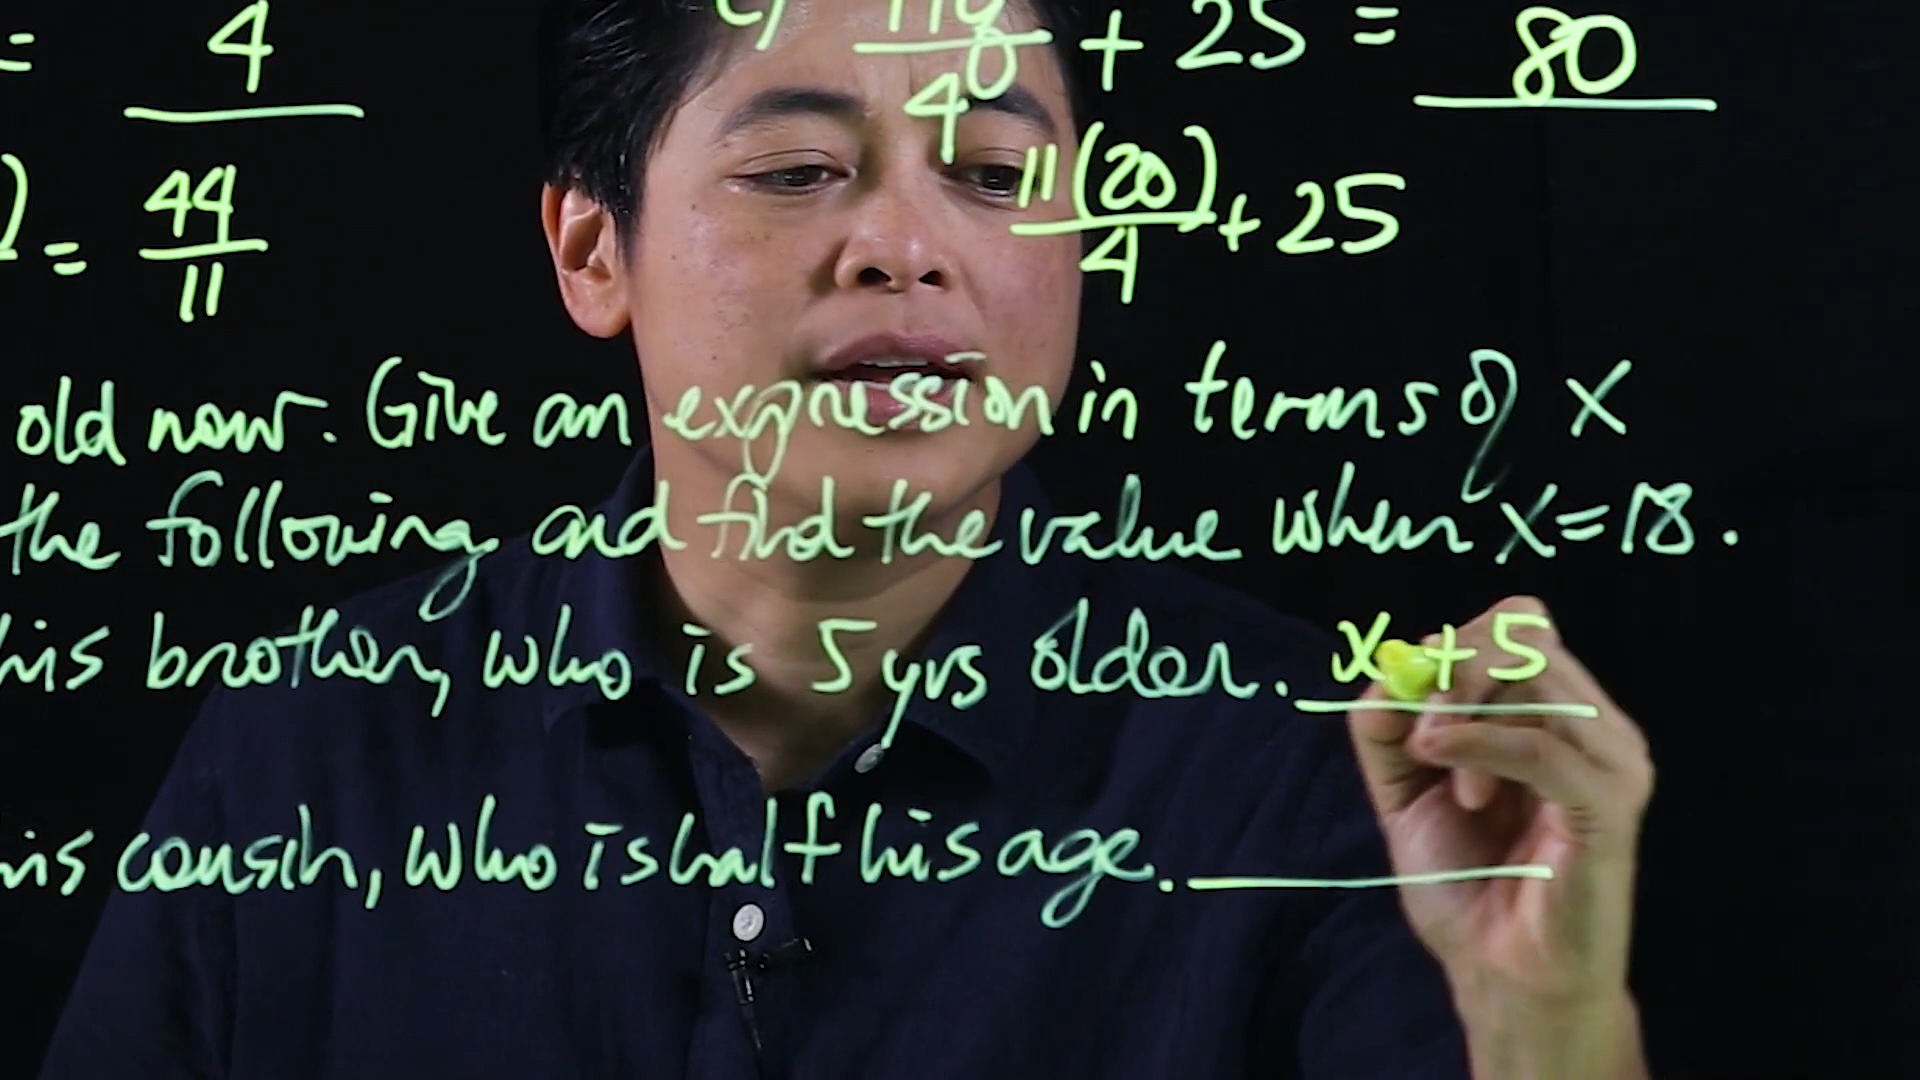 = 4
c) 11y/4 + 25 = 80
) = 44/11
11(20)/4 + 25
old now. Give an expression in terms of x
the following and find the value when x = 18.
his brother, who is 5 yrs older. x + 5
his cousin, who is half his age.